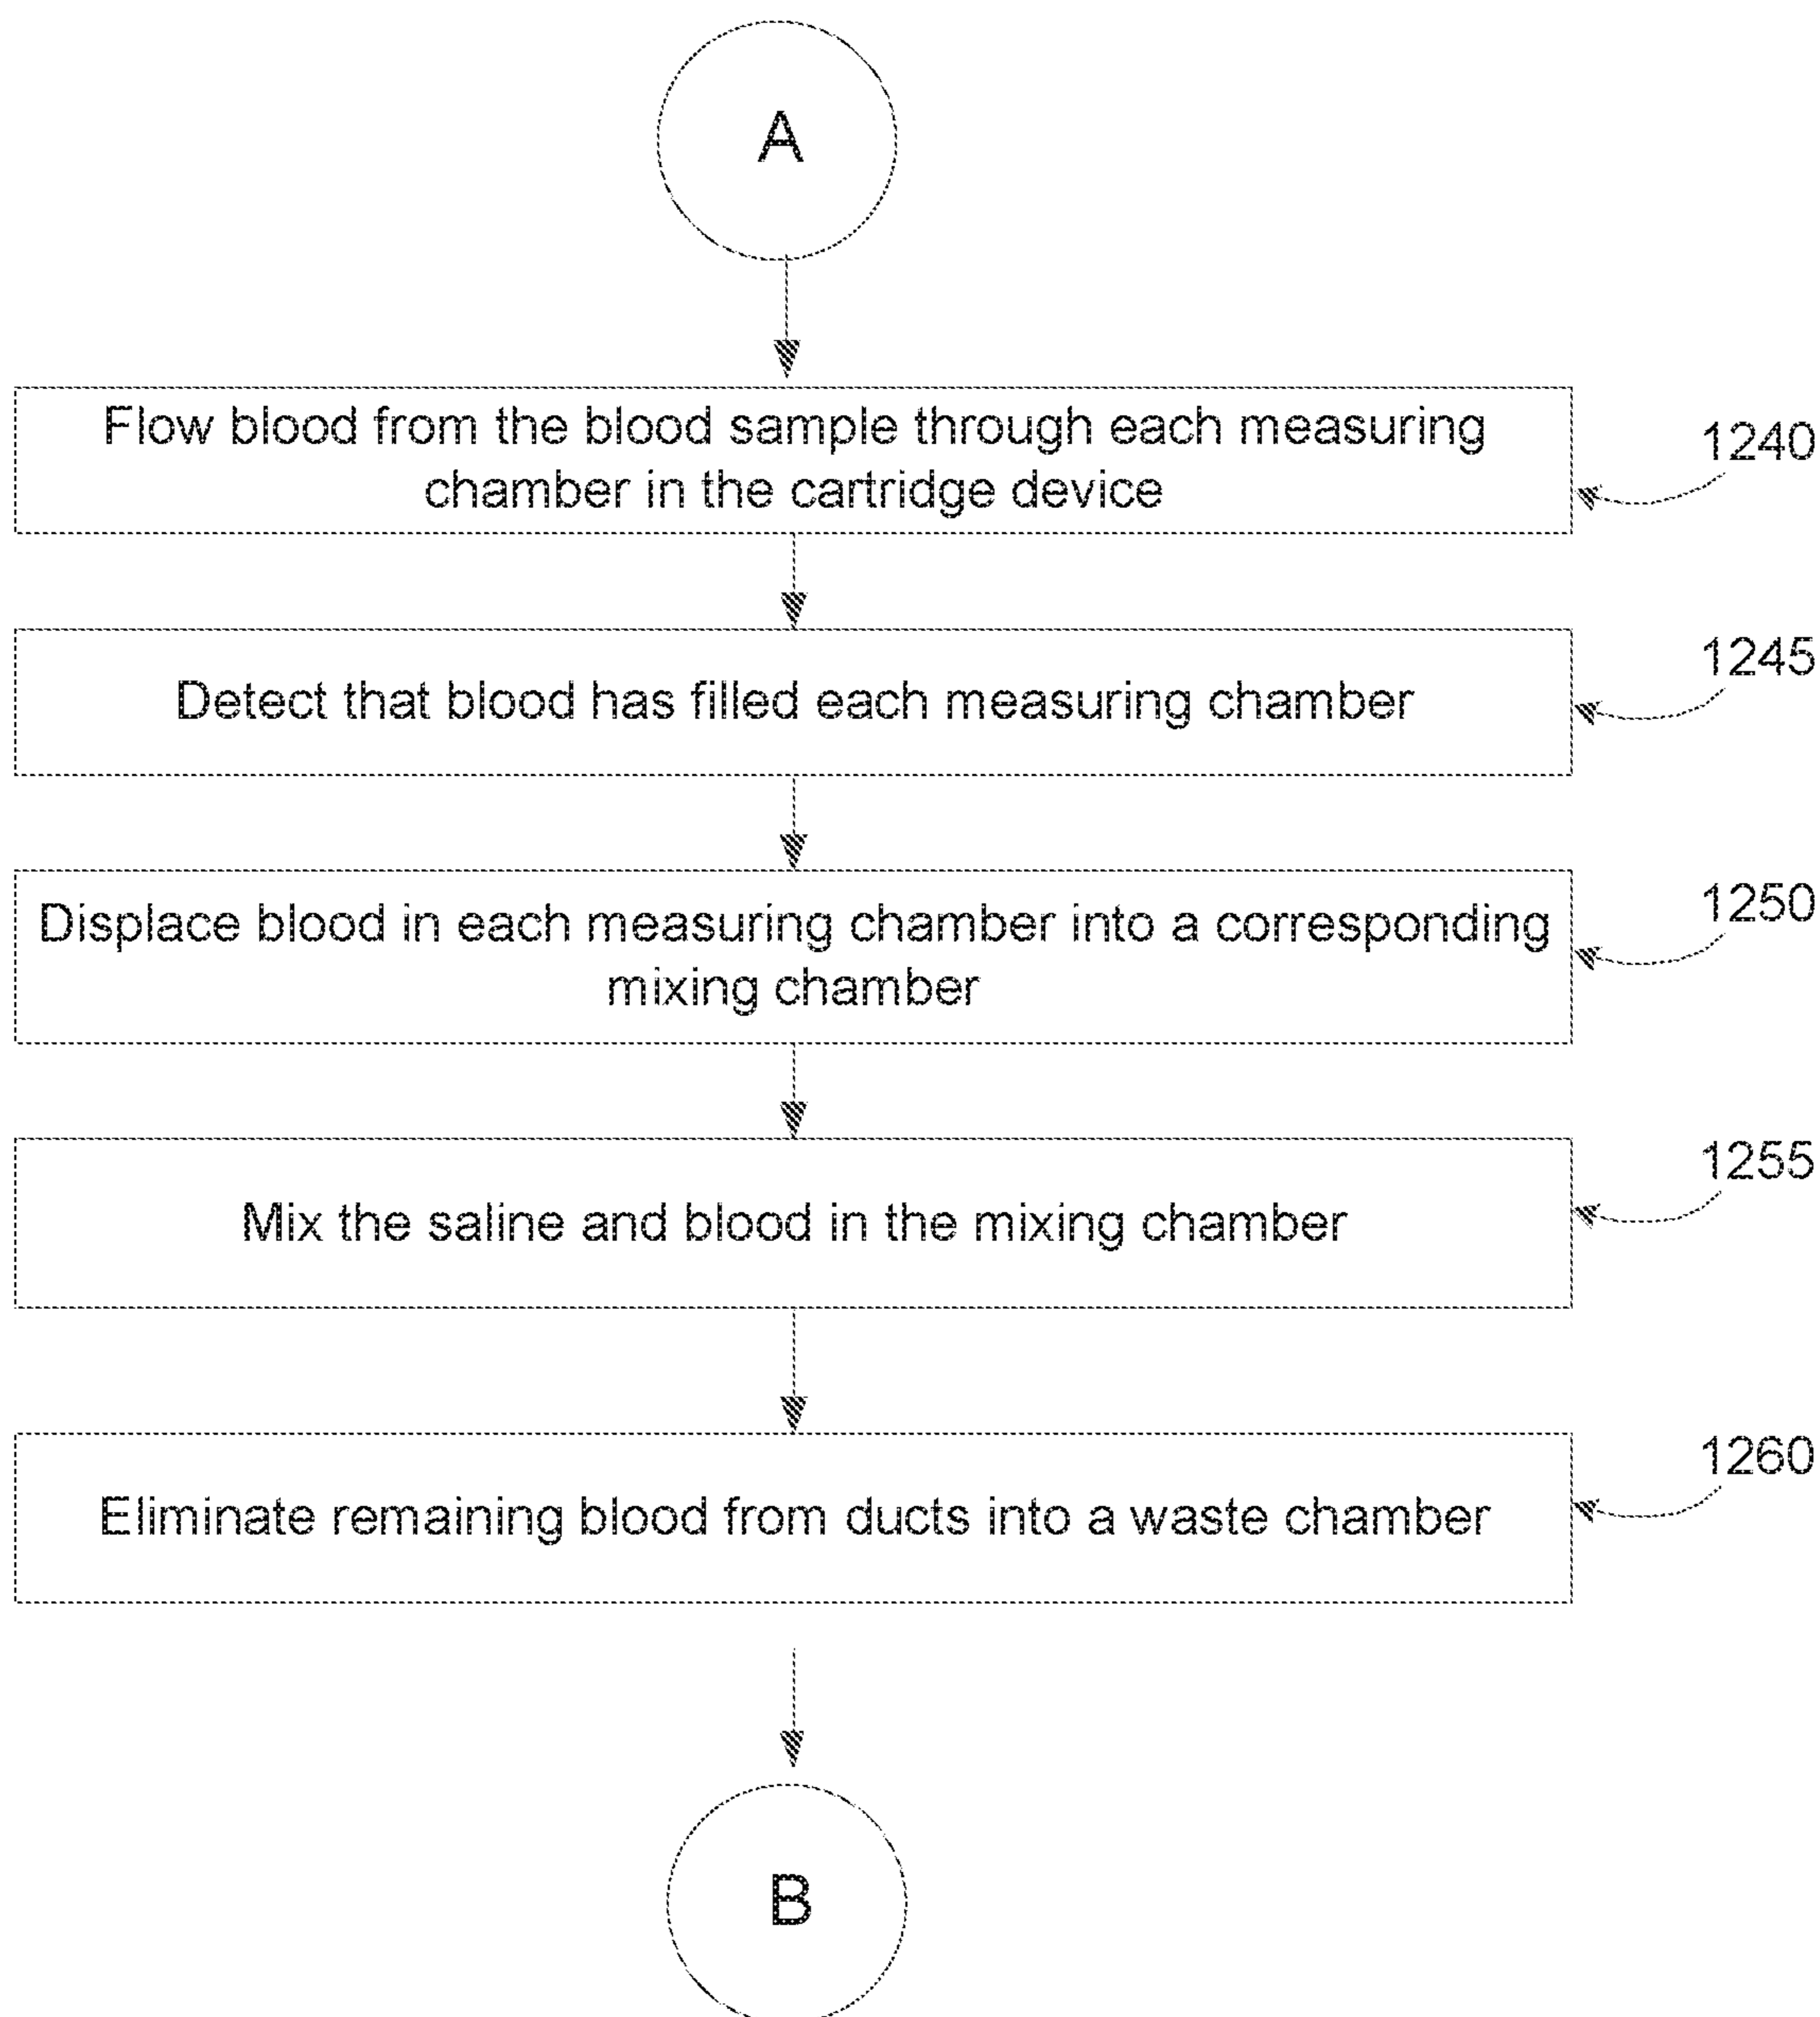 A
Flow blood from the blood sample through each measuring
chamber in the cartridge device
1240
Detect that blood has filled each measuring chamber
1245
Displace blood in each measuring chamber into a corresponding
mixing chamber
1250
Mix the saline and blood in the mixing chamber
1255
Eliminate remaining blood from ducts into a waste chamber
1260
B